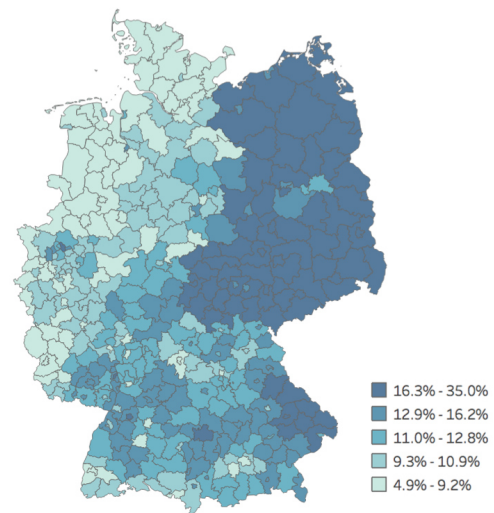 16.3% - 35.0%
12.9% - 16.2%
11.0% - 12.8%
9.3% - 10.9%
4.9% - 9.2%